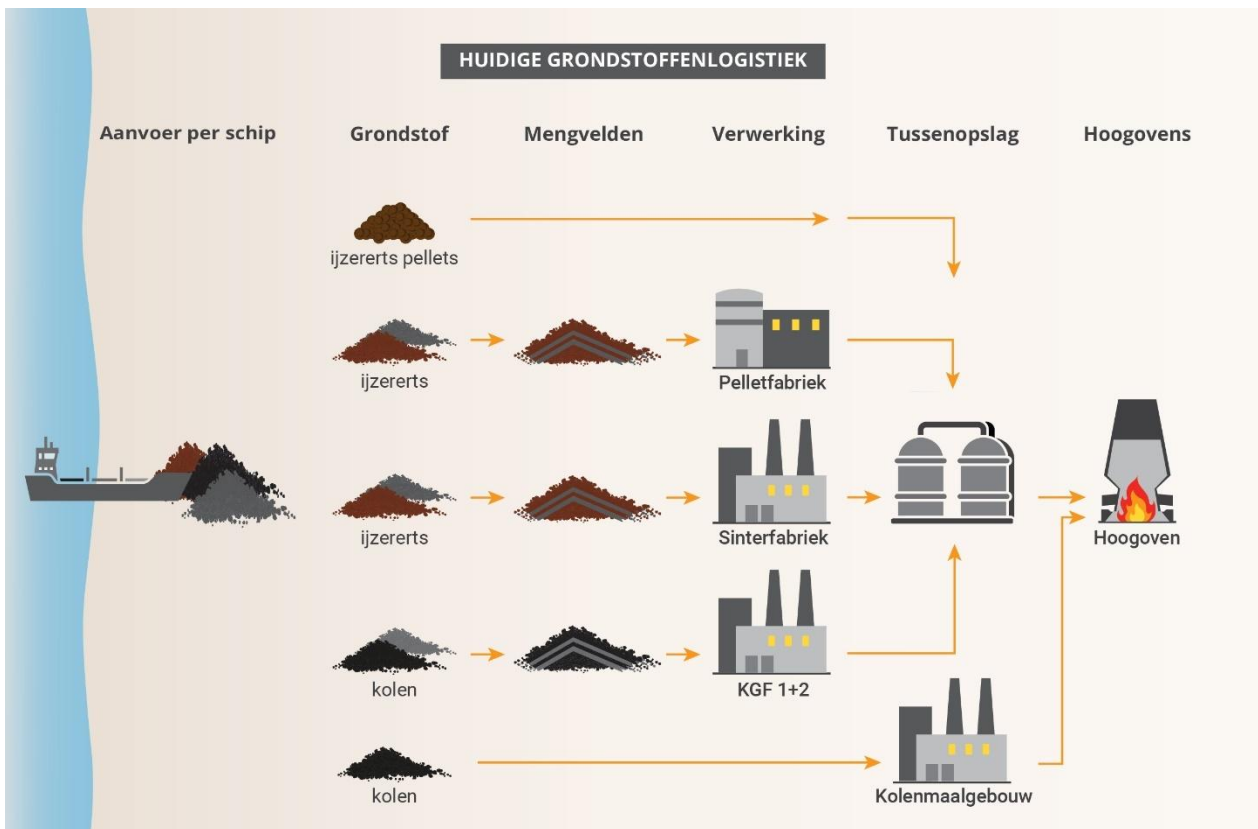 HUIDIGE GRONDSTOFFENLOGISTIEK
Aanvoer per schip
Grondstof
Mengvelden
Verwerking
Tussenopslag
Hoogovens
ijzererts pellets
ijzererts
Pelletfabriek
ijzererts
Sinterfabriek
Hoogoven
kolen
KGF 1+2
kolen
Kolenmaalgebouw